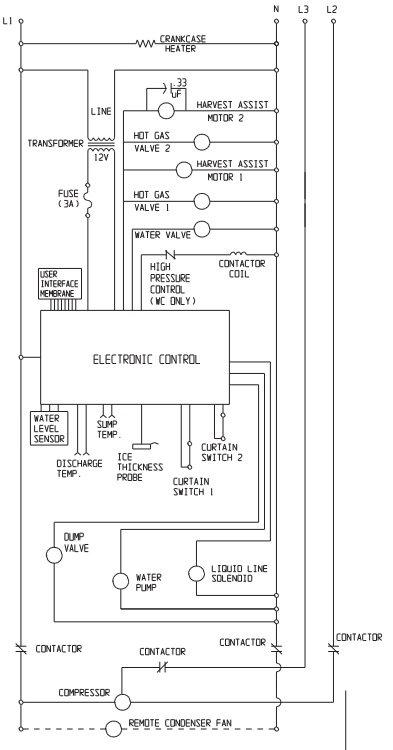 L1
N
L3
L2
CRANKCASE
HEATER
.33
uF
LINE
HARVEST ASSIST
MOTOR 2
TRANSFORMER
12V
HOT GAS
VALVE 2
HARVEST ASSIST
MOTOR 1
FUSE
(3A)
HOT GAS
VALVE 1
WATER VALVE
HIGH
PRESSURE
CONTROL
(WC ONLY)
CONTACTOR
COIL
USER
INTERFACE
MEMBRANE
ELECTRONIC CONTROL
WATER
LEVEL
SENSOR
SUMP
TEMP.
DISCHARGE
TEMP.
ICE
THICKNESS
PROBE
CURTAIN
SWITCH 2
CURTAIN
SWITCH 1
DUMP
VALVE
WATER
PUMP
LIQUID LINE
SOLENOID
CONTACTOR
CONTACTOR
CONTACTOR
CONTACTOR
COMPRESSOR
REMOTE CONDENSER FAN